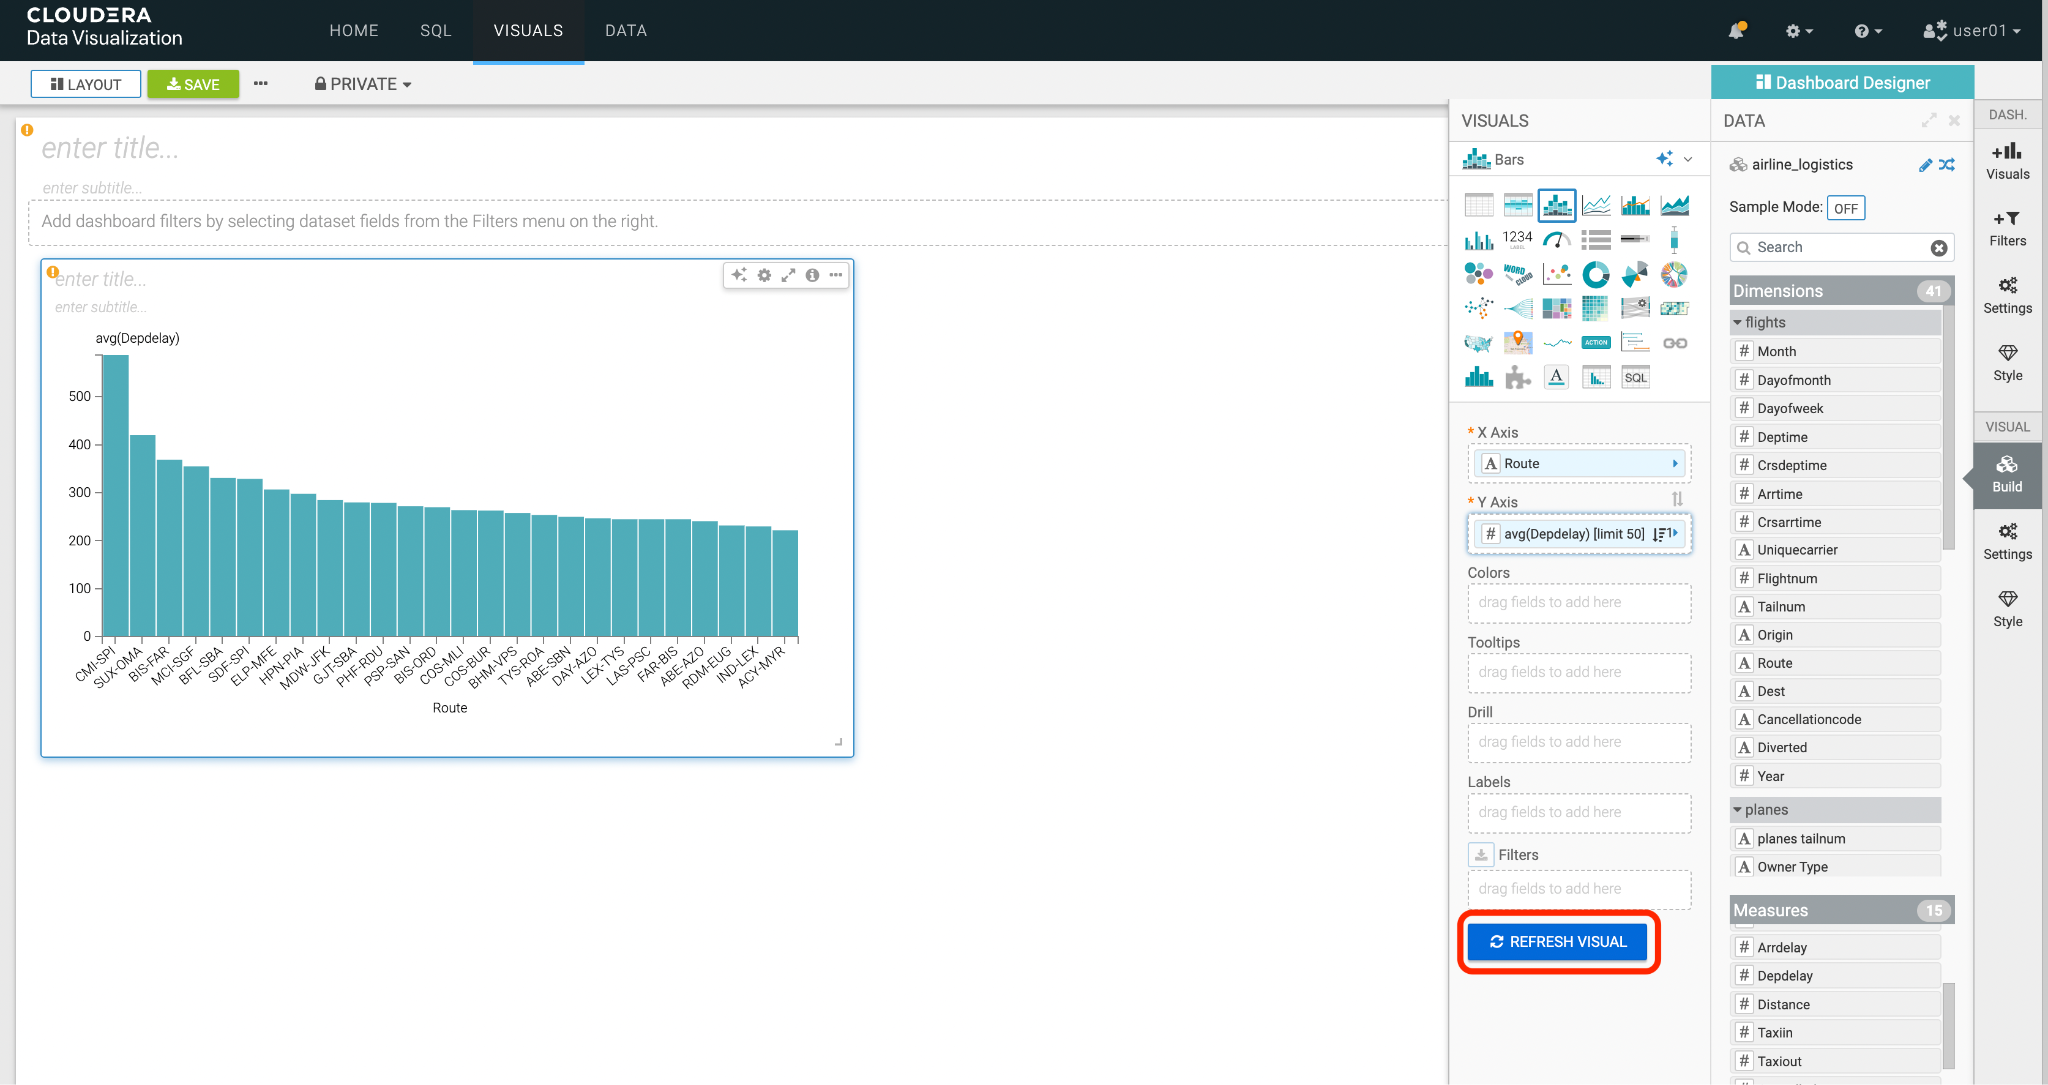 CLOUDERA
Data Visualization
HOME
SQL
VISUALS
DATA
user01
LAYOUT
SAVE
PRIVATE
Dashboard Designer
enter title...
enter subtitle...
Add dashboard filters by selecting dataset fields from the Filters menu on the right.
enter title...
enter subtitle...
avg(Depdelay)
500
400
300
200
100
0
CMI-SPI
SUX-OMA
BIS-FAR
MCI-SGF
BFL-SBA
SDF-SPI
ELP-MFE
HPN-PIA
MDW-JFK
GJT-SBA
PHF-RDU
PSP-SAN
BIS-ORD
COS-MLI
COS-BUR
BHM-VPS
TYS-ROA
ABE-SBN
DAY-AZO
LEX-TYS
LAS-PSC
FAR-BIS
ABE-AZO
RDM-EUG
IND-LEX
ACY-MYR
Route
VISUALS
Bars
1234
LABEL
WORD
CLOUD
ACTION
A
SQL
* X Axis
A Route
* Y Axis
# avg(Depdelay) [limit 50] 1
Colors
drag fields to add here
Tooltips
drag fields to add here
Drill
drag fields to add here
Labels
drag fields to add here
Filters
drag fields to add here
REFRESH VISUAL
DATA
airline_logistics
Sample Mode: OFF
Search
Dimensions 41
flights
# Month
# Dayofmonth
# Dayofweek
# Deptime
# Crsdeptime
# Arrtime
# Crsarrtime
A Uniquecarrier
# Flightnum
A Tailnum
A Origin
A Route
A Dest
A Cancellationcode
A Diverted
# Year
planes
A planes tailnum
A Owner Type
Measures 15
# Arrdelay
# Depdelay
# Distance
# Taxiin
# Taxiout
DASH.
Visuals
Filters
Settings
Style
VISUAL
Build
Settings
Style